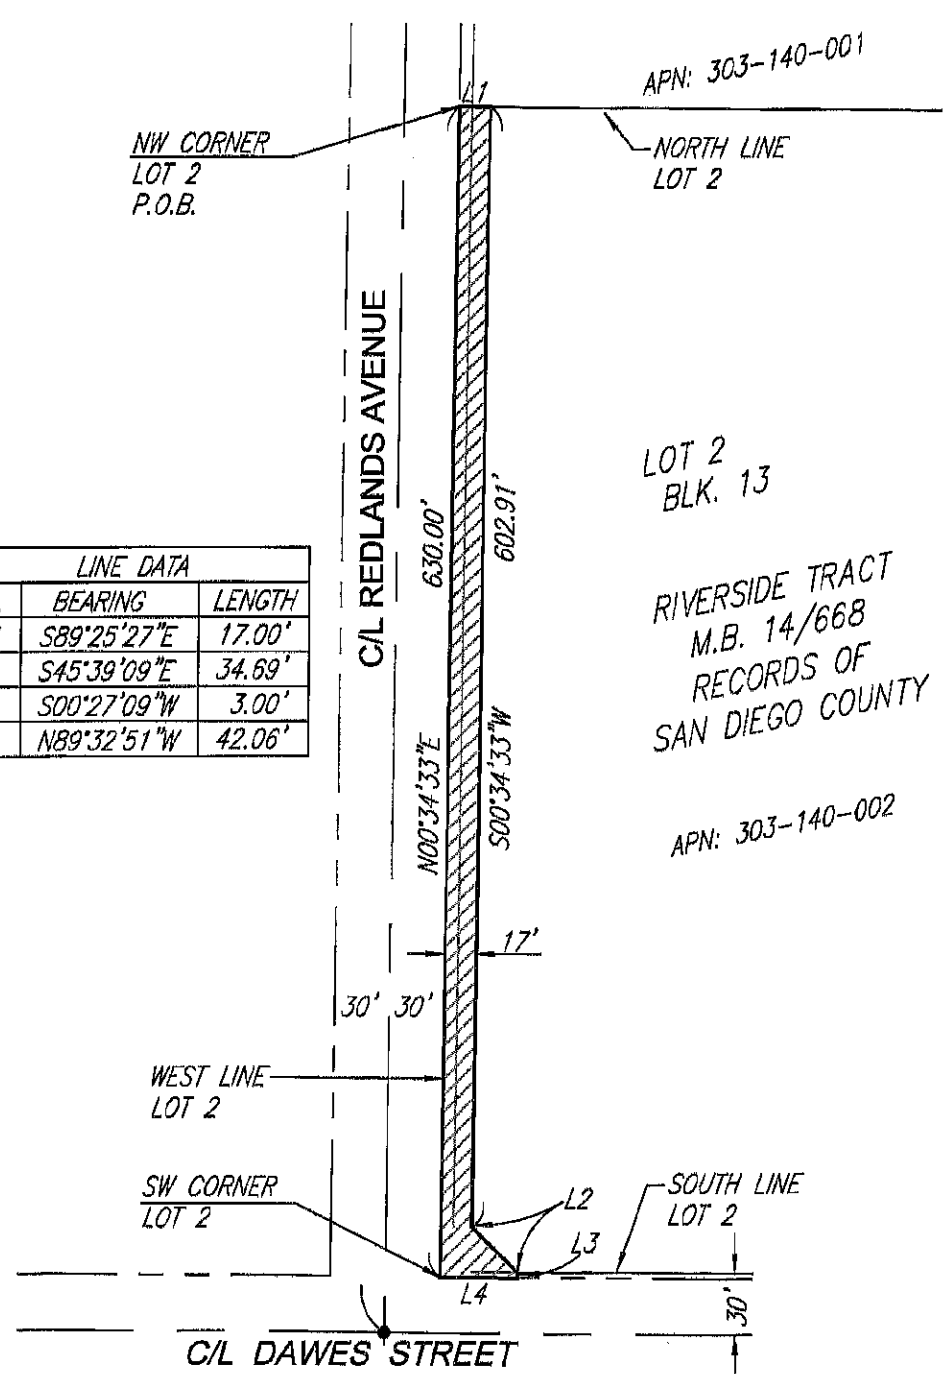 APN: 303-140-001
L1
NW CORNER
LOT 2
P.O.B.
NORTH LINE
LOT 2
C/L REDLANDS AVENUE
630.00'
602.91'
LOT 2
BLK. 13
LINE DATA
BEARING LENGTH
S89°25'27"E 17.00'
S45°39'09"E 34.69'
S00°27'09"W 3.00'
N89°32'51"W 42.06'
RIVERSIDE TRACT
M.B. 14/668
RECORDS OF
SAN DIEGO COUNTY
N00°34'33"E
S00°34'33"W
APN: 303-140-002
17'
30' 30'
WEST LINE
LOT 2
SW CORNER
LOT 2
L2
SOUTH LINE
LOT 2
L3
L4
30'
C/L DAWES STREET